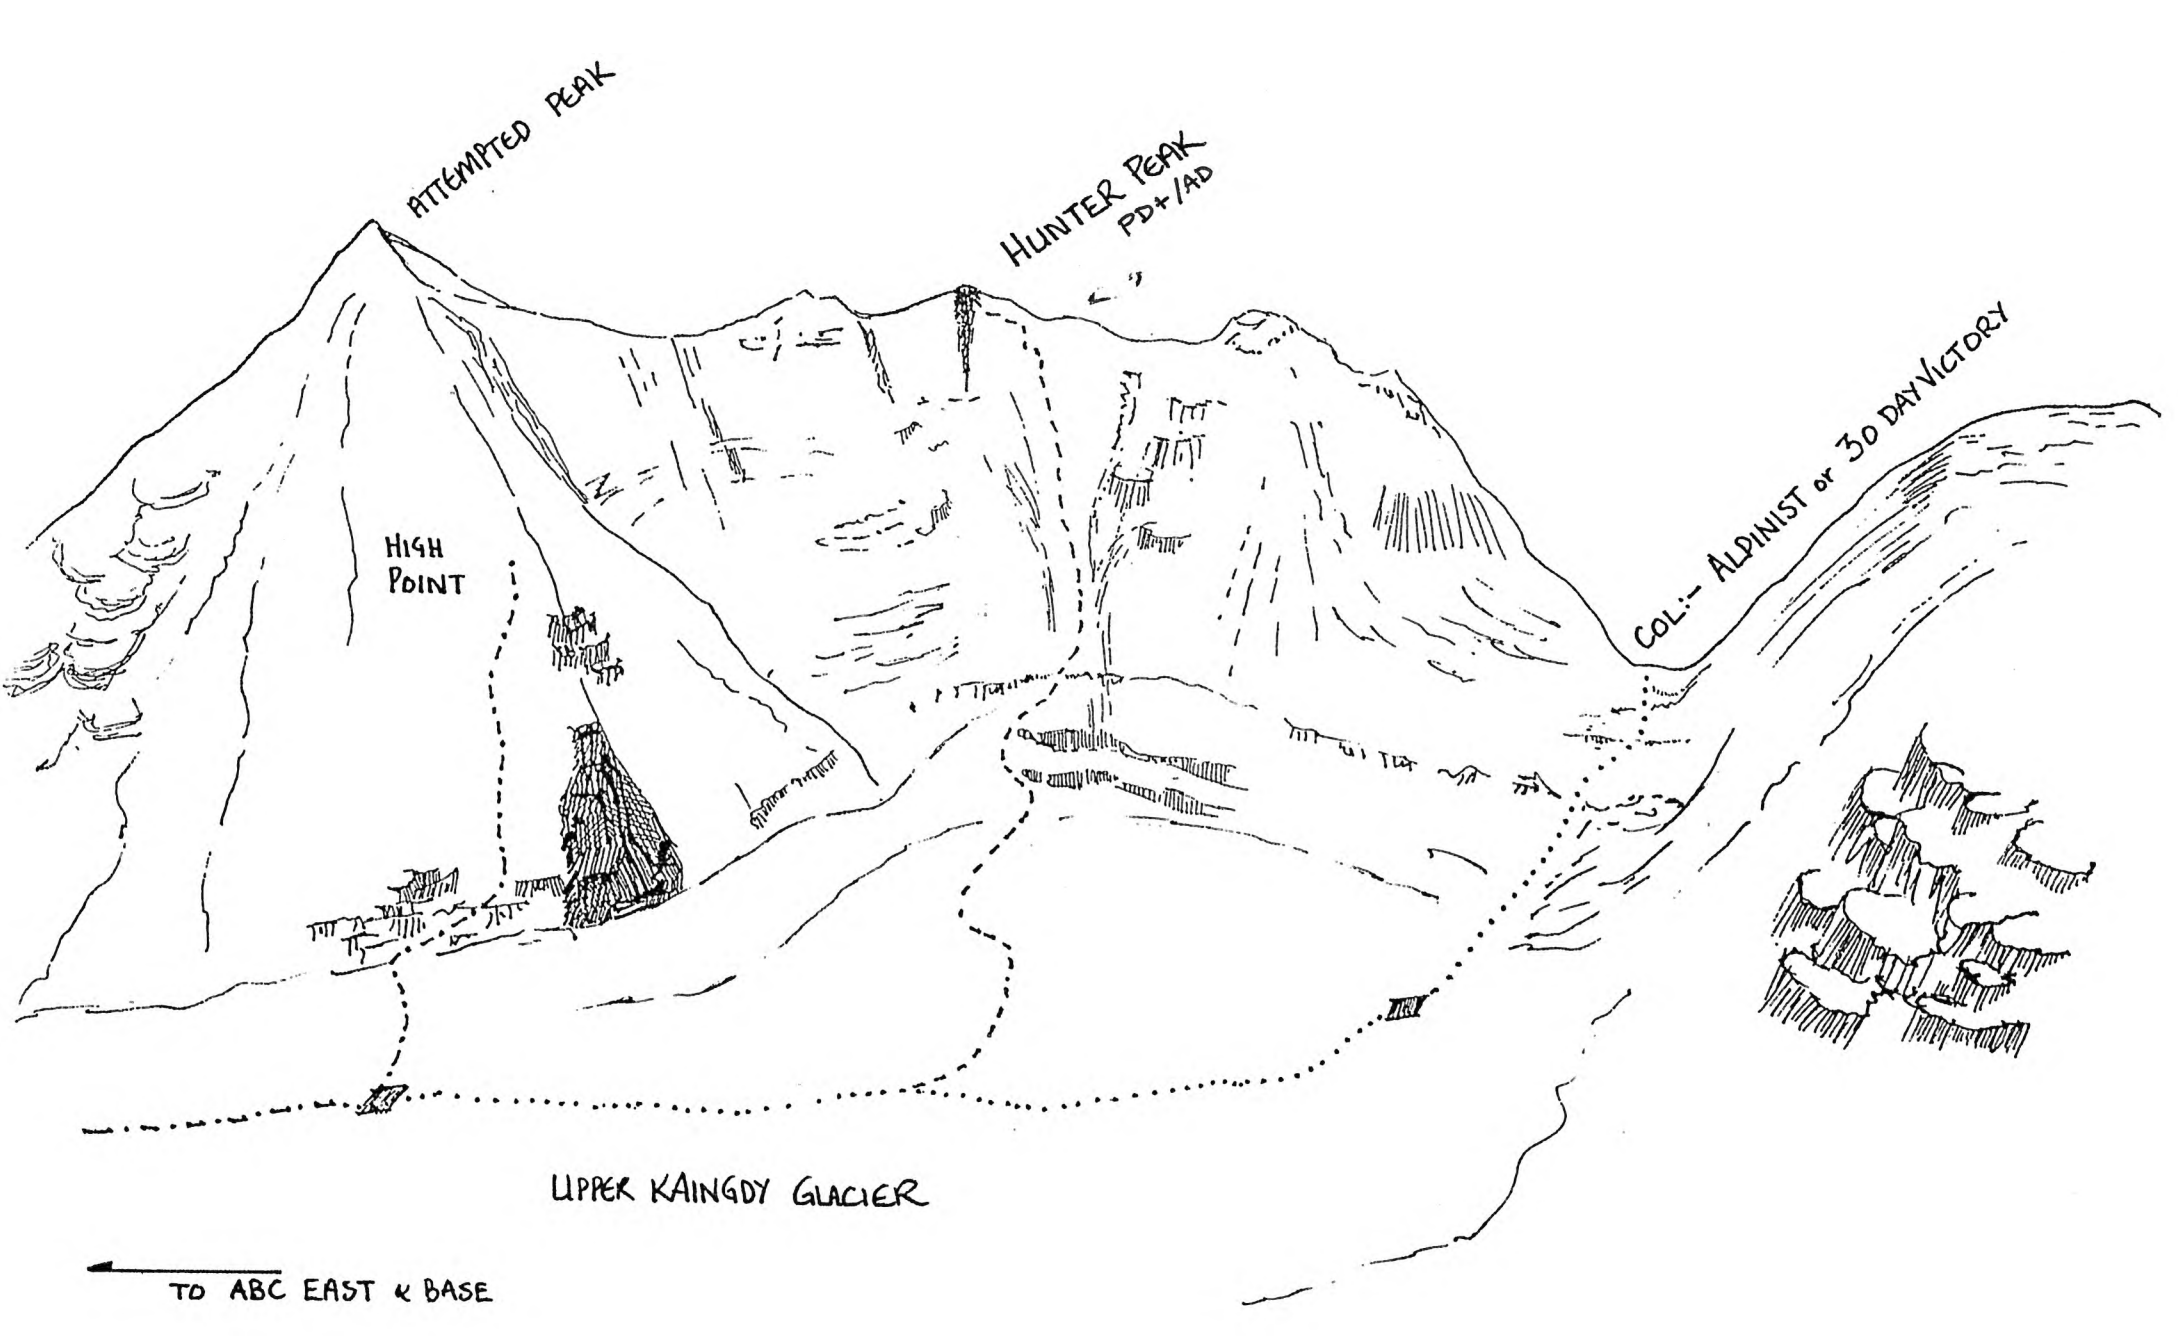 ATTEMPTED PEAK
HUNTER PEAK
PD+/AD
COL:- ALPINIST or 30 DAY VICTORY
HIGH
POINT
UPPER KAINGDY GLACIER
TO ABC EAST & BASE